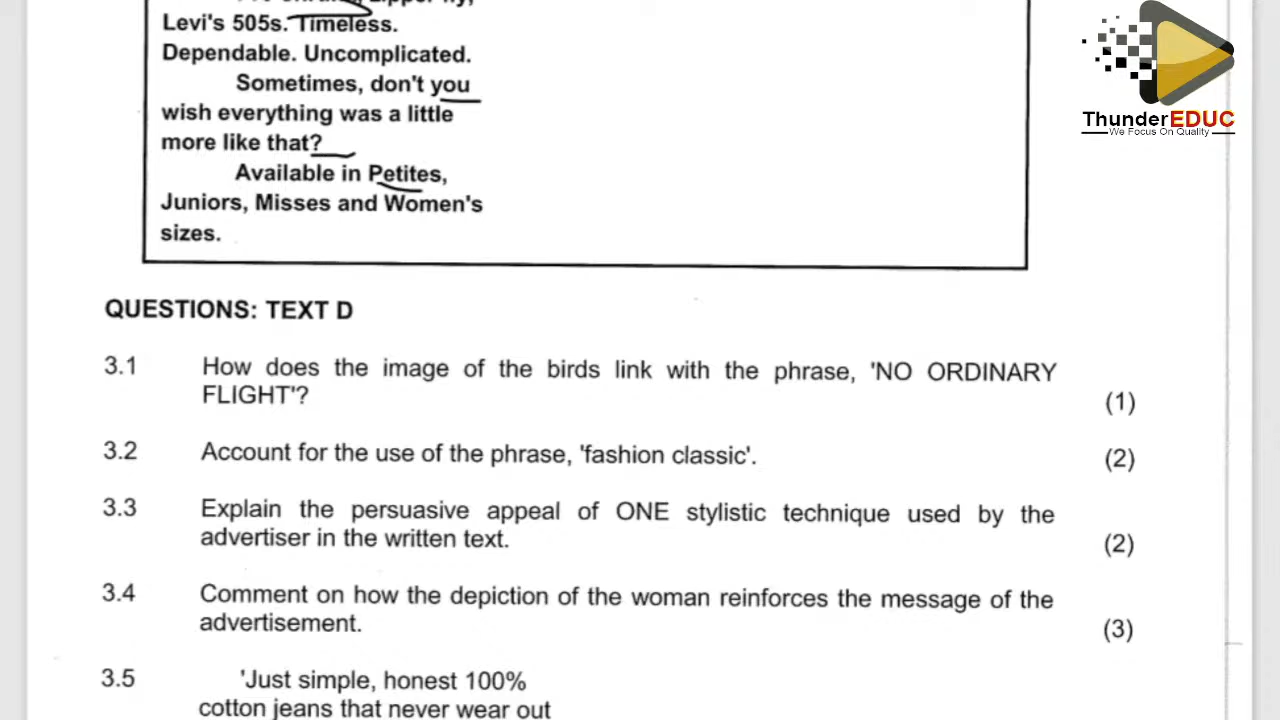 Levi's 505s. Timeless.
Dependable. Uncomplicated.
Sometimes, don't you
wish everything was a little
more like that?
Available in Petites,
Juniors, Misses and Women's
sizes.
ThunderEDUC
We Focus On Quality
QUESTIONS: TEXT D
3.1 How does the image of the birds link with the phrase, 'NO ORDINARY
FLIGHT'? (1)
3.2 Account for the use of the phrase, 'fashion classic'. (2)
3.3 Explain the persuasive appeal of ONE stylistic technique used by the
advertiser in the written text. (2)
3.4 Comment on how the depiction of the woman reinforces the message of the
advertisement. (3)
3.5 'Just simple, honest 100%
cotton jeans that never wear out